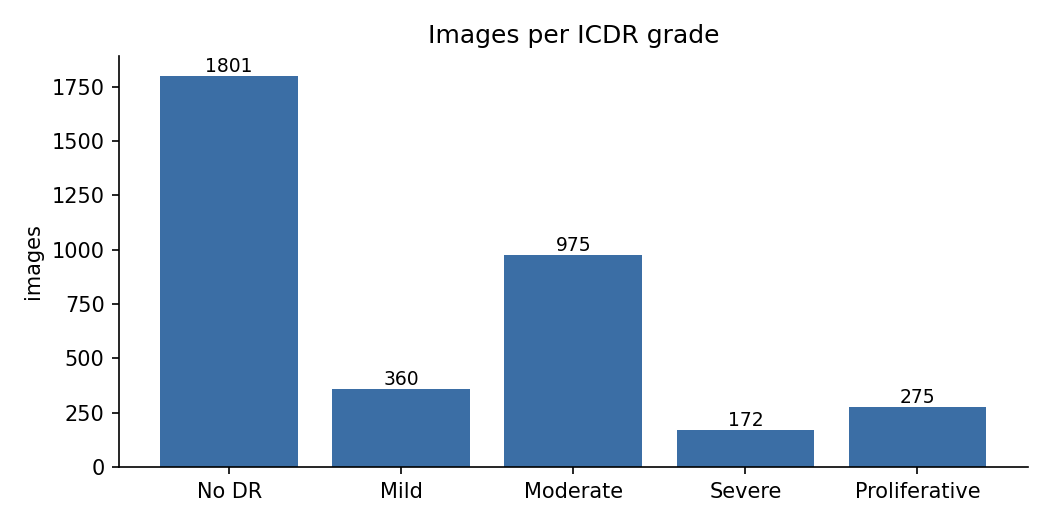 Images per ICDR grade
images
1750
1500
1250
1000
750
500
250
0
1801
360
975
172
275
No DR
Mild
Moderate
Severe
Proliferative